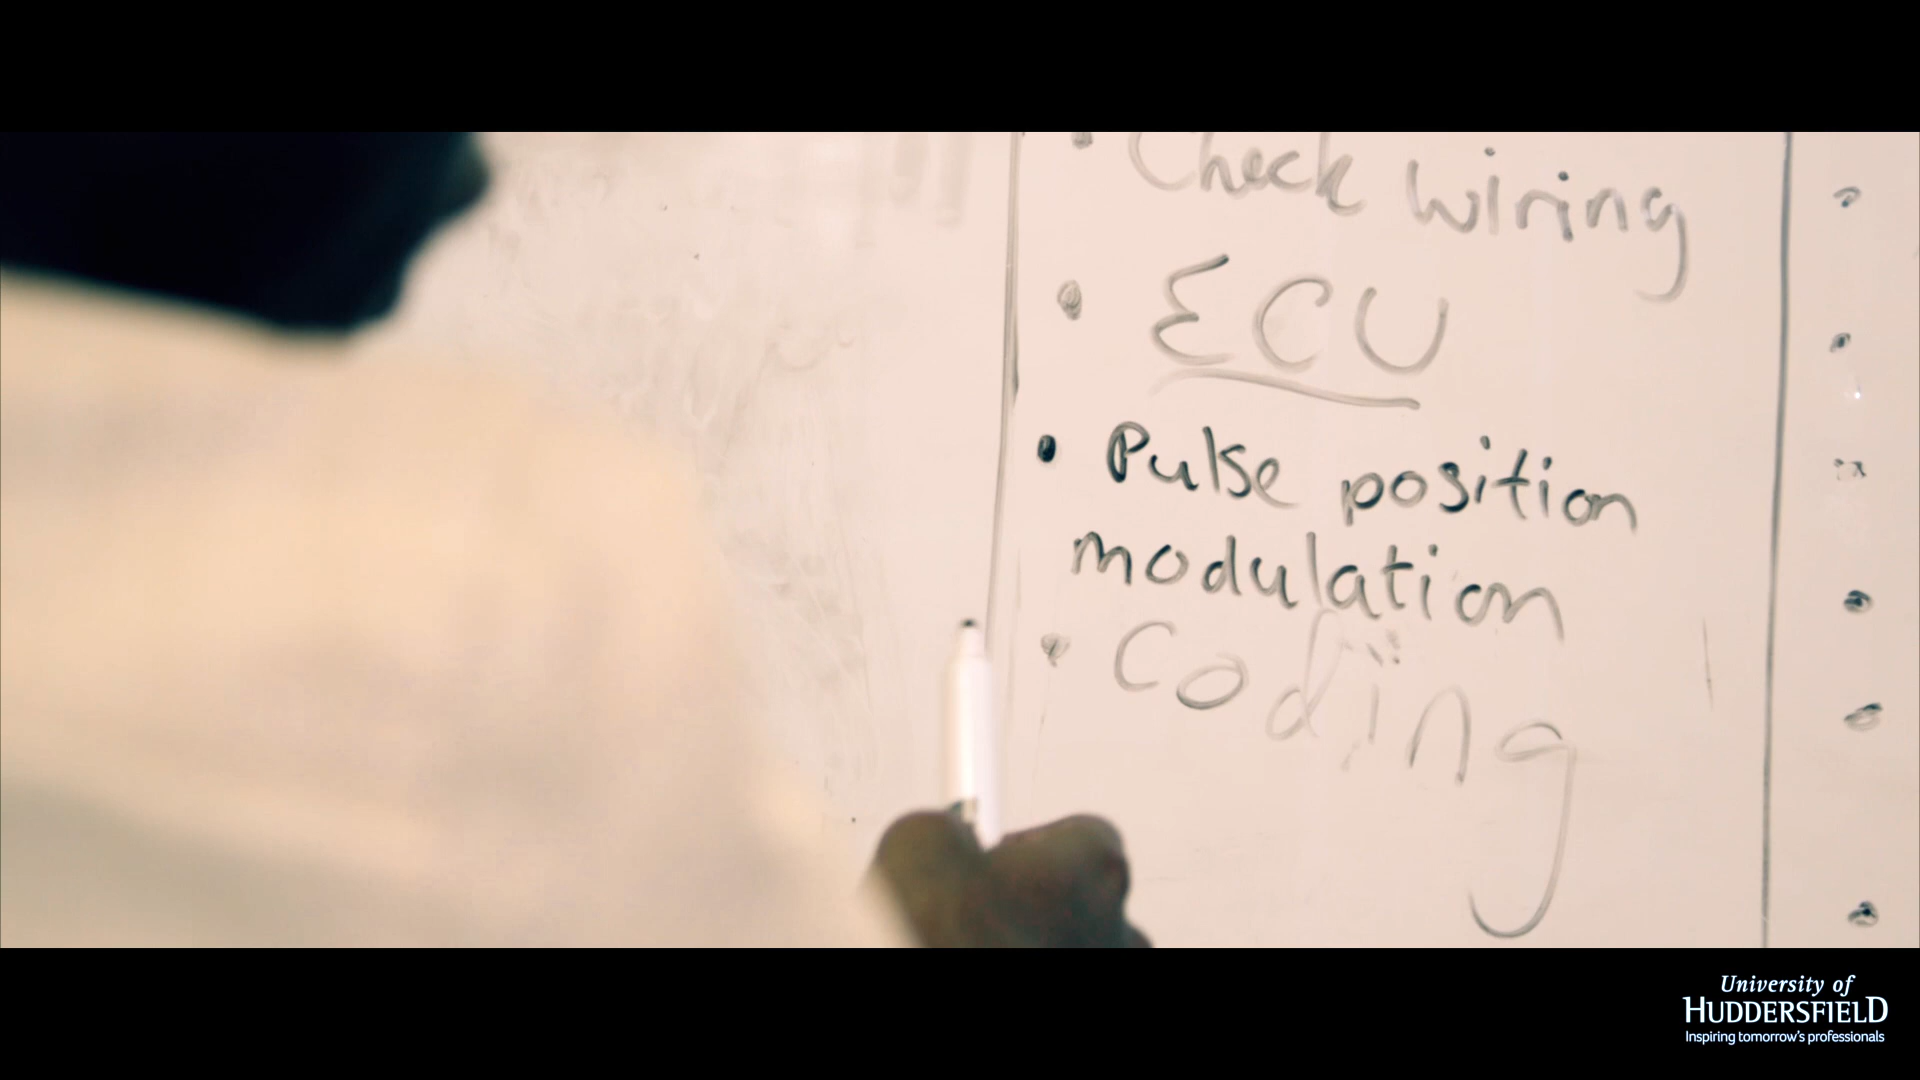 • Check wiring
• ECU
• Pulse position
modulation
• Coding
University of
HUDDERSFIELD
Inspiring tomorrow's professionals